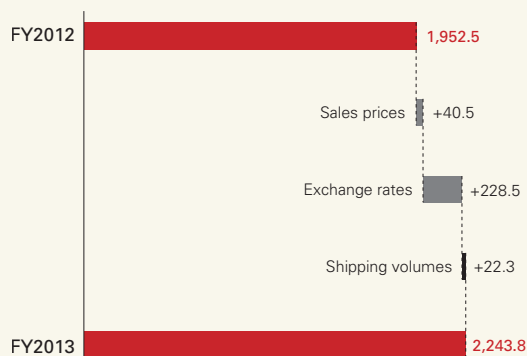 FY2012 1,952.5
Sales prices +40.5
Exchange rates +228.5
Shipping volumes +22.3
FY2013 2,243.8